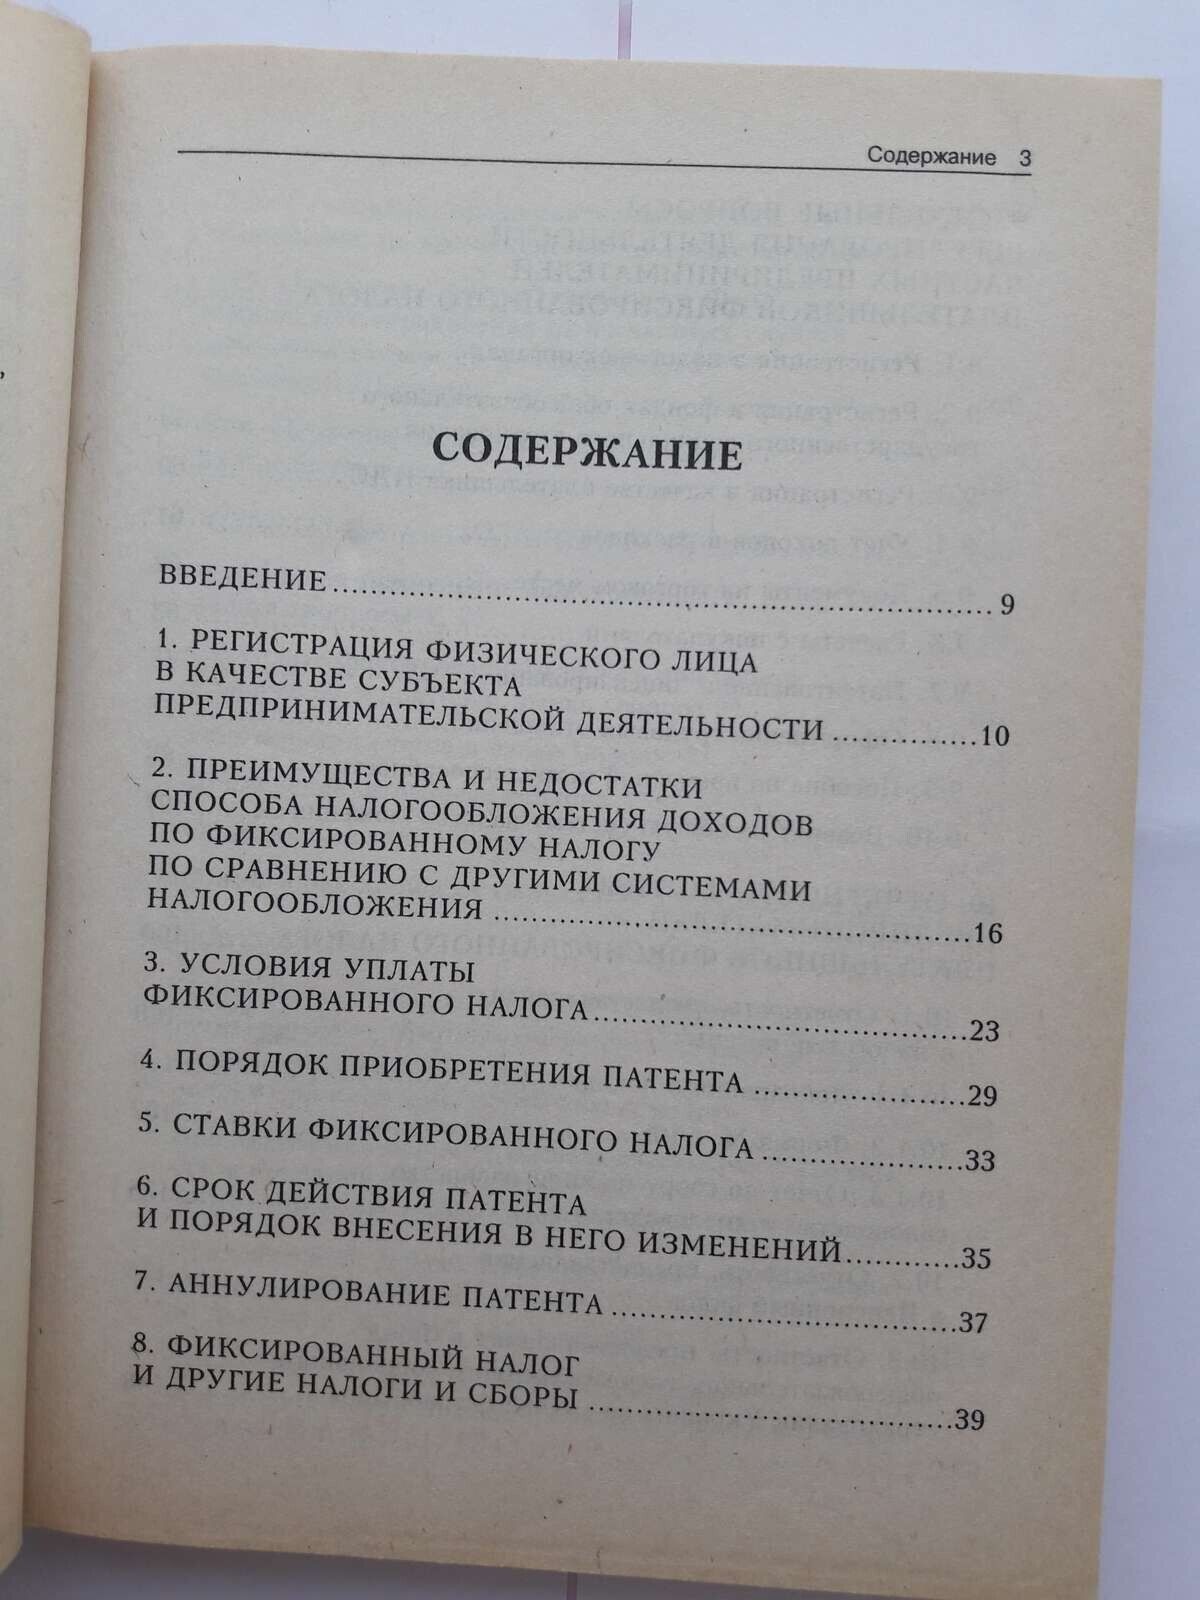 Содержание 3
СОДЕРЖАНИЕ
ВВЕДЕНИЕ.......................................................................... 9
1. РЕГИСТРАЦИЯ ФИЗИЧЕСКОГО ЛИЦА
В КАЧЕСТВЕ СУБЪЕКТА
ПРЕДПРИНИМАТЕЛЬСКОЙ ДЕЯТЕЛЬНОСТИ ................10
2. ПРЕИМУЩЕСТВА И НЕДОСТАТКИ
СПОСОБА НАЛОГООБЛОЖЕНИЯ ДОХОДОВ
ПО ФИКСИРОВАННОМУ НАЛОГУ
ПО СРАВНЕНИЮ С ДРУГИМИ СИСТЕМАМИ
НАЛОГООБЛОЖЕНИЯ .....................................................16
3. УСЛОВИЯ УПЛАТЫ
ФИКСИРОВАННОГО НАЛОГА..........................................23
4. ПОРЯДОК ПРИОБРЕТЕНИЯ ПАТЕНТА ........................29
5. СТАВКИ ФИКСИРОВАННОГО НАЛОГА.......................33
6. СРОК ДЕЙСТВИЯ ПАТЕНТА
И ПОРЯДОК ВНЕСЕНИЯ В НЕГО ИЗМЕНЕНИЙ.............35
7. АННУЛИРОВАНИЕ ПАТЕНТА.......................................37
8. ФИКСИРОВАННЫЙ НАЛОГ
И ДРУГИЕ НАЛОГИ И СБОРЫ .........................................39